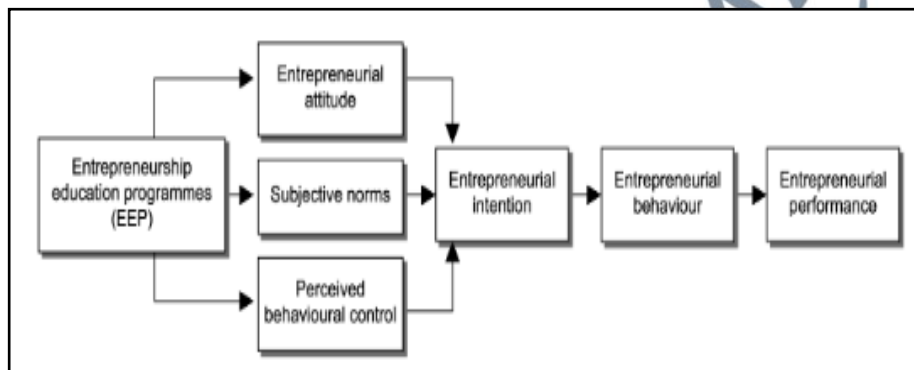 Entrepreneurship
education programmes
(EEP)
Entrepreneurial
attitude
Subjective norms
Perceived
behavioural control
Entrepreneurial
intention
Entrepreneurial
behaviour
Entrepreneurial
performance